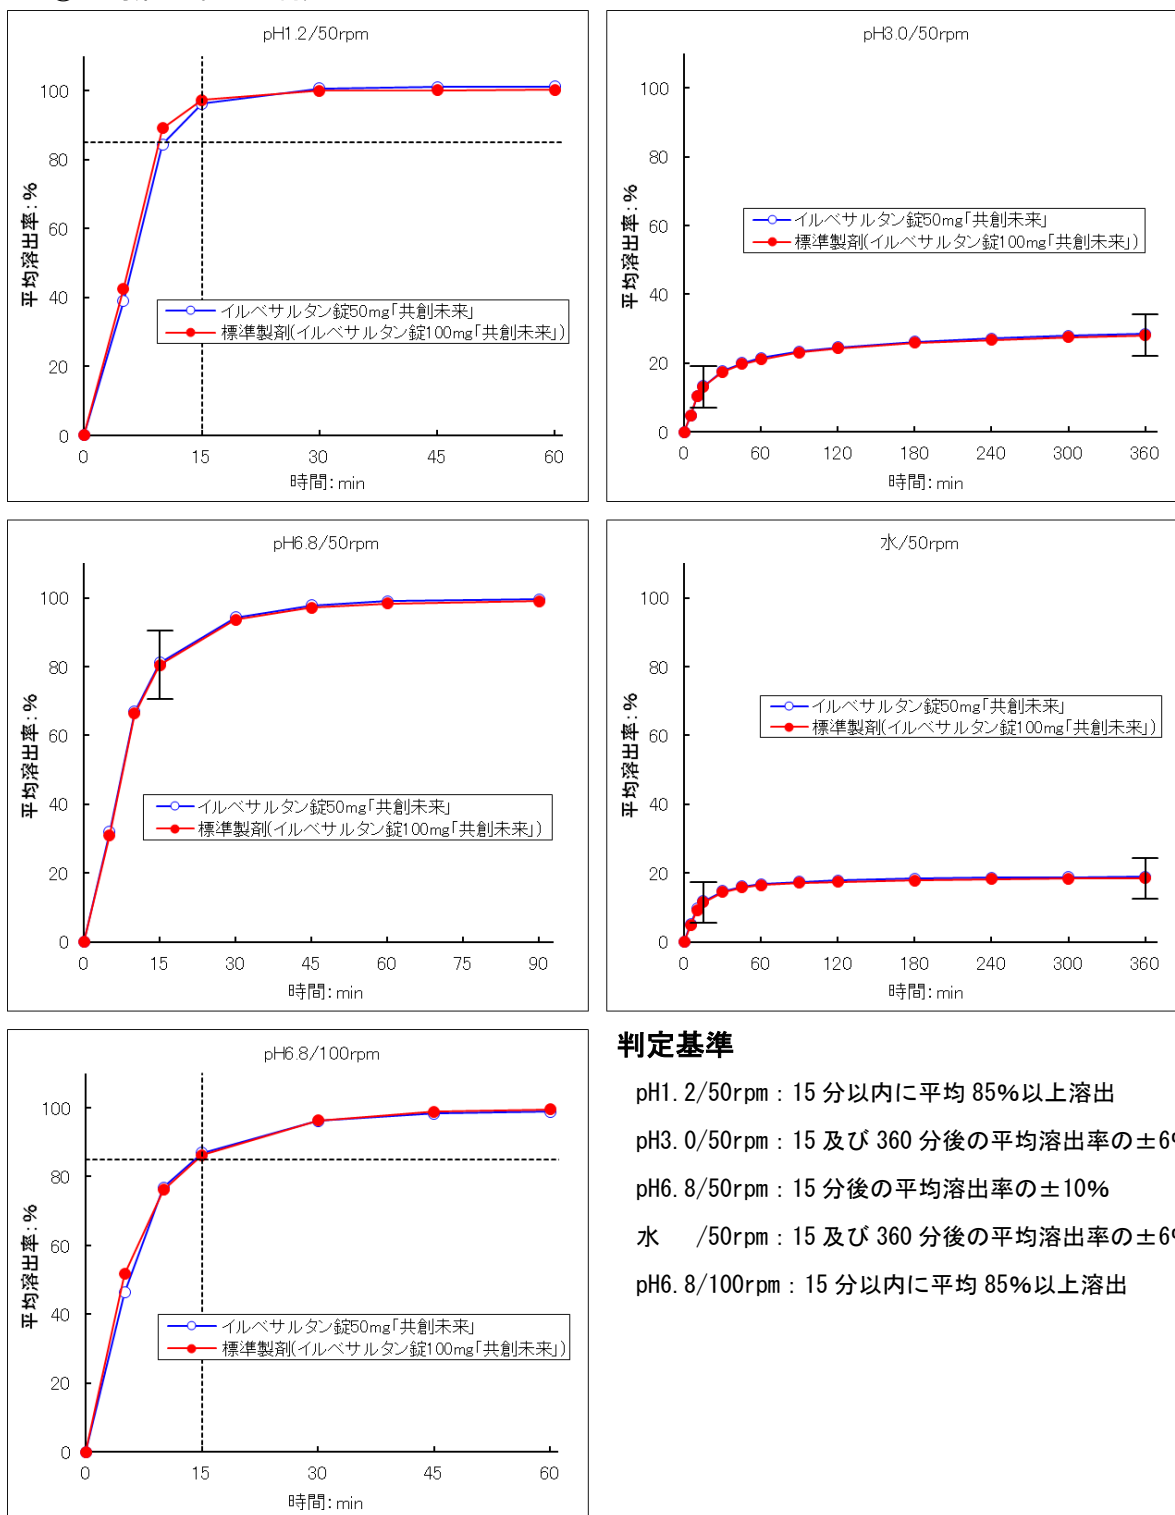 pH1.2/50rpm
100
80
60
40
20
0
平均溶出率：%
イルベサルタン錠50mg「共創未来」
標準製剤(イルベサルタン錠100mg「共創未来」)
0 15 30 45 60
時間：min
pH3.0/50rpm
100
80
60
40
20
0
平均溶出率：%
イルベサルタン錠50mg「共創未来」
標準製剤(イルベサルタン錠100mg「共創未来」)
0 60 120 180 240 300 360
時間：min
pH6.8/50rpm
100
80
60
40
20
0
平均溶出率：%
イルベサルタン錠50mg「共創未来」
標準製剤(イルベサルタン錠100mg「共創未来」)
0 15 30 45 60 75 90
時間：min
水/50rpm
100
80
60
40
20
0
平均溶出率：%
イルベサルタン錠50mg「共創未来」
標準製剤(イルベサルタン錠100mg「共創未来」)
0 60 120 180 240 300 360
時間：min
pH6.8/100rpm
100
80
60
40
20
0
平均溶出率：%
イルベサルタン錠50mg「共創未来」
標準製剤(イルベサルタン錠100mg「共創未来」)
0 15 30 45 60
時間：min
判定基準
pH1.2/50rpm：15 分以内に平均 85%以上溶出
pH3.0/50rpm：15 及び 360 分後の平均溶出率の±6%
pH6.8/50rpm：15 分後の平均溶出率の±10%
水 /50rpm：15 及び 360 分後の平均溶出率の±6%
pH6.8/100rpm：15 分以内に平均 85%以上溶出